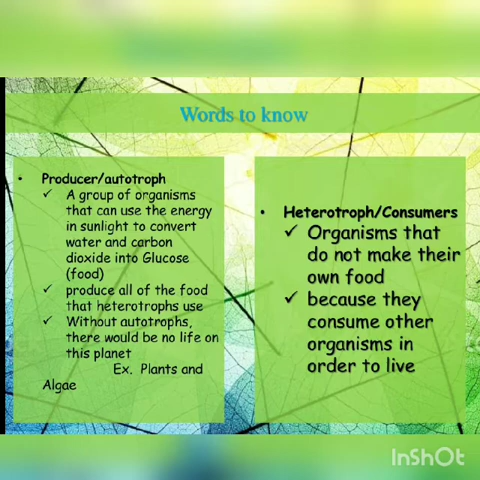 Words to know
• Producer/autotroph
✓ A group of organisms
that can use the energy
in sunlight to convert
water and carbon
dioxide into Glucose
(food)
✓ produce all of the food
that heterotrophs use
✓ Without autotrophs,
there would be no life on
this planet
Ex. Plants and
Algae
• Heterotroph/Consumers
✓ Organisms that
do not make their
own food
✓ because they
consume other
organisms in
order to live
InShOt